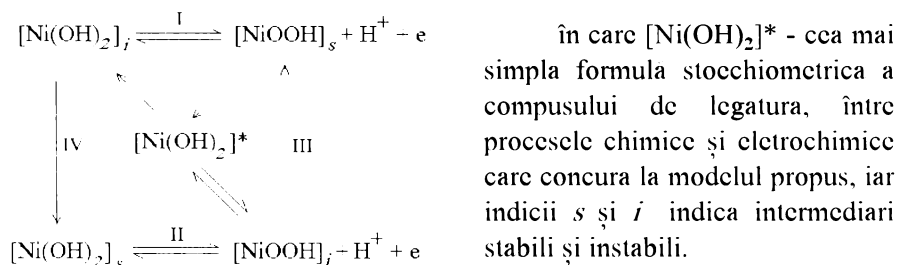 I
[Ni(OH)₂]ᵢ ⇌ [NiOOH]ₛ + H⁺ + e
IV
[Ni(OH)₂]*
III
II
[Ni(OH)₂]ₛ ⇌ [NiOOH]ᵢ + H⁺ + e
în care [Ni(OH)₂]* - cea mai
simpla formula stoechiometrica a
compusului de legatura, între
procesele chimice și eletrochimice
care concura la modelul propus, iar
indicii s și i indica intermediari
stabili și instabili.